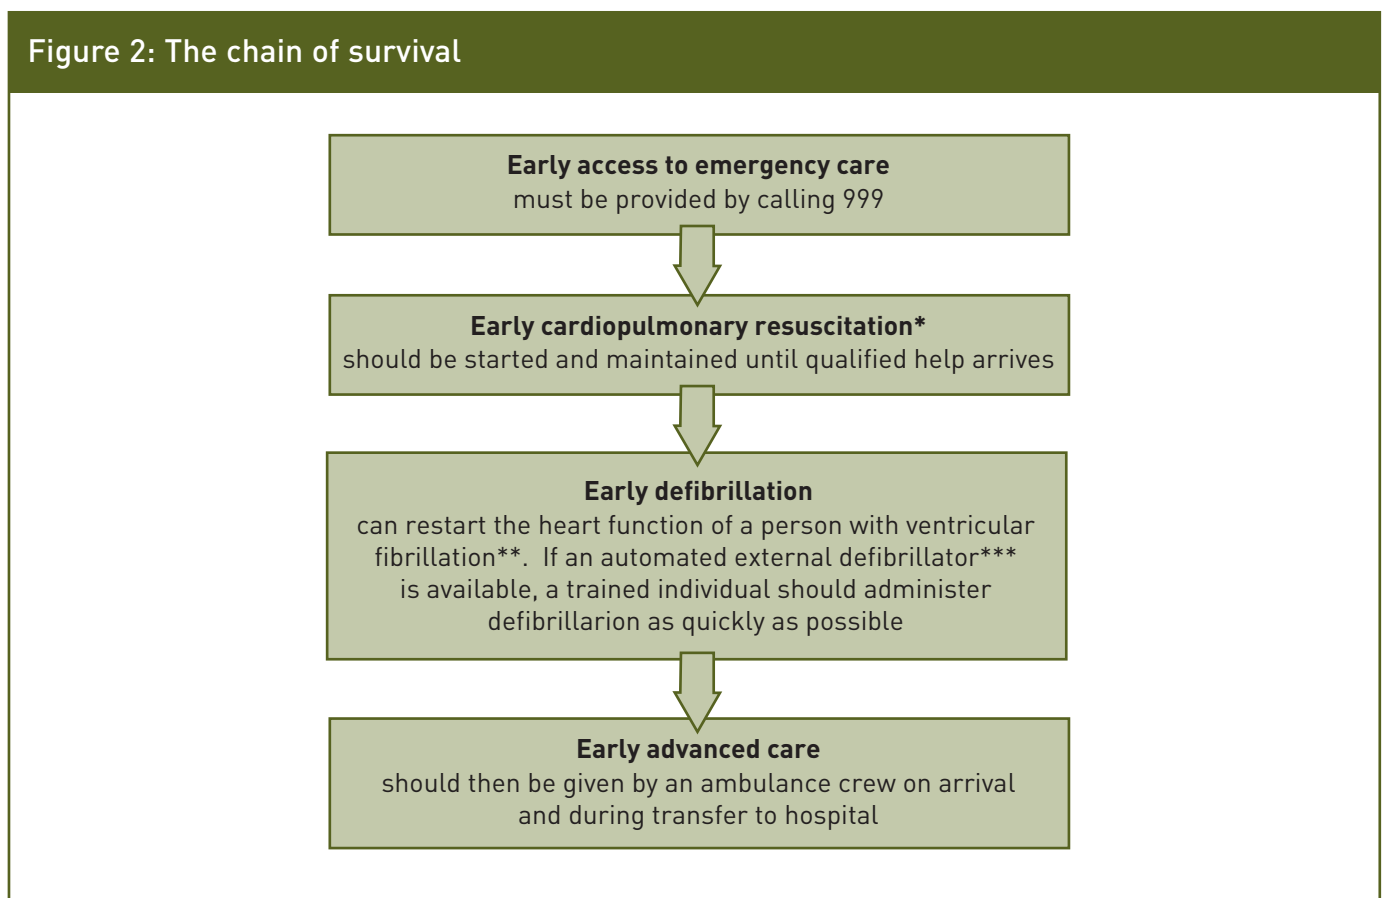 Figure 2: The chain of survival
Early access to emergency care
must be provided by calling 999
Early cardiopulmonary resuscitation*
should be started and maintained until qualified help arrives
Early defibrillation
can restart the heart function of a person with ventricular
fibrillation**.  If an automated external defibrillator***
is available, a trained individual should administer
defibrillarion as quickly as possible
Early advanced care
should then be given by an ambulance crew on arrival
and during transfer to hospital